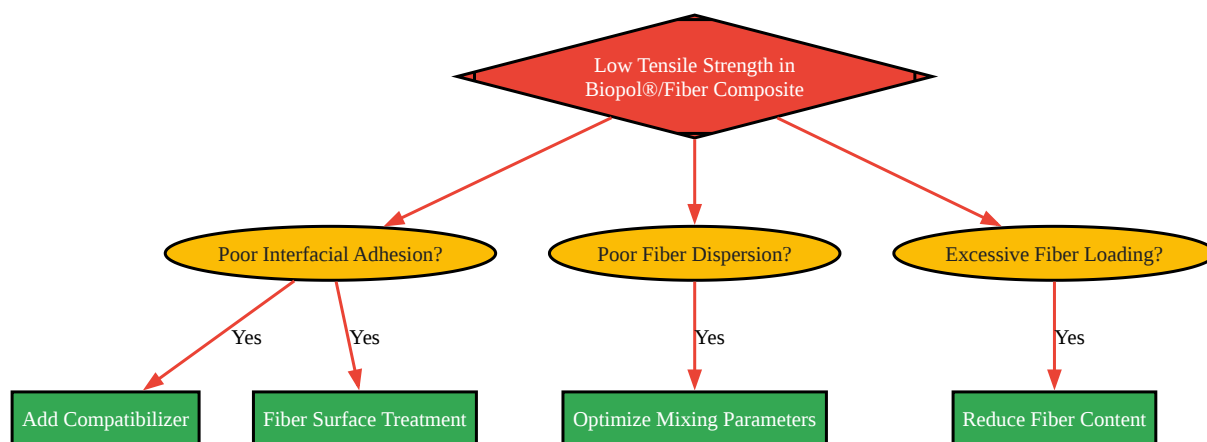 Low Tensile Strength in
Biopol®/Fiber Composite
Poor Interfacial Adhesion?
Poor Fiber Dispersion?
Excessive Fiber Loading?
Yes
Yes
Yes
Yes
Add Compatibilizer
Fiber Surface Treatment
Optimize Mixing Parameters
Reduce Fiber Content